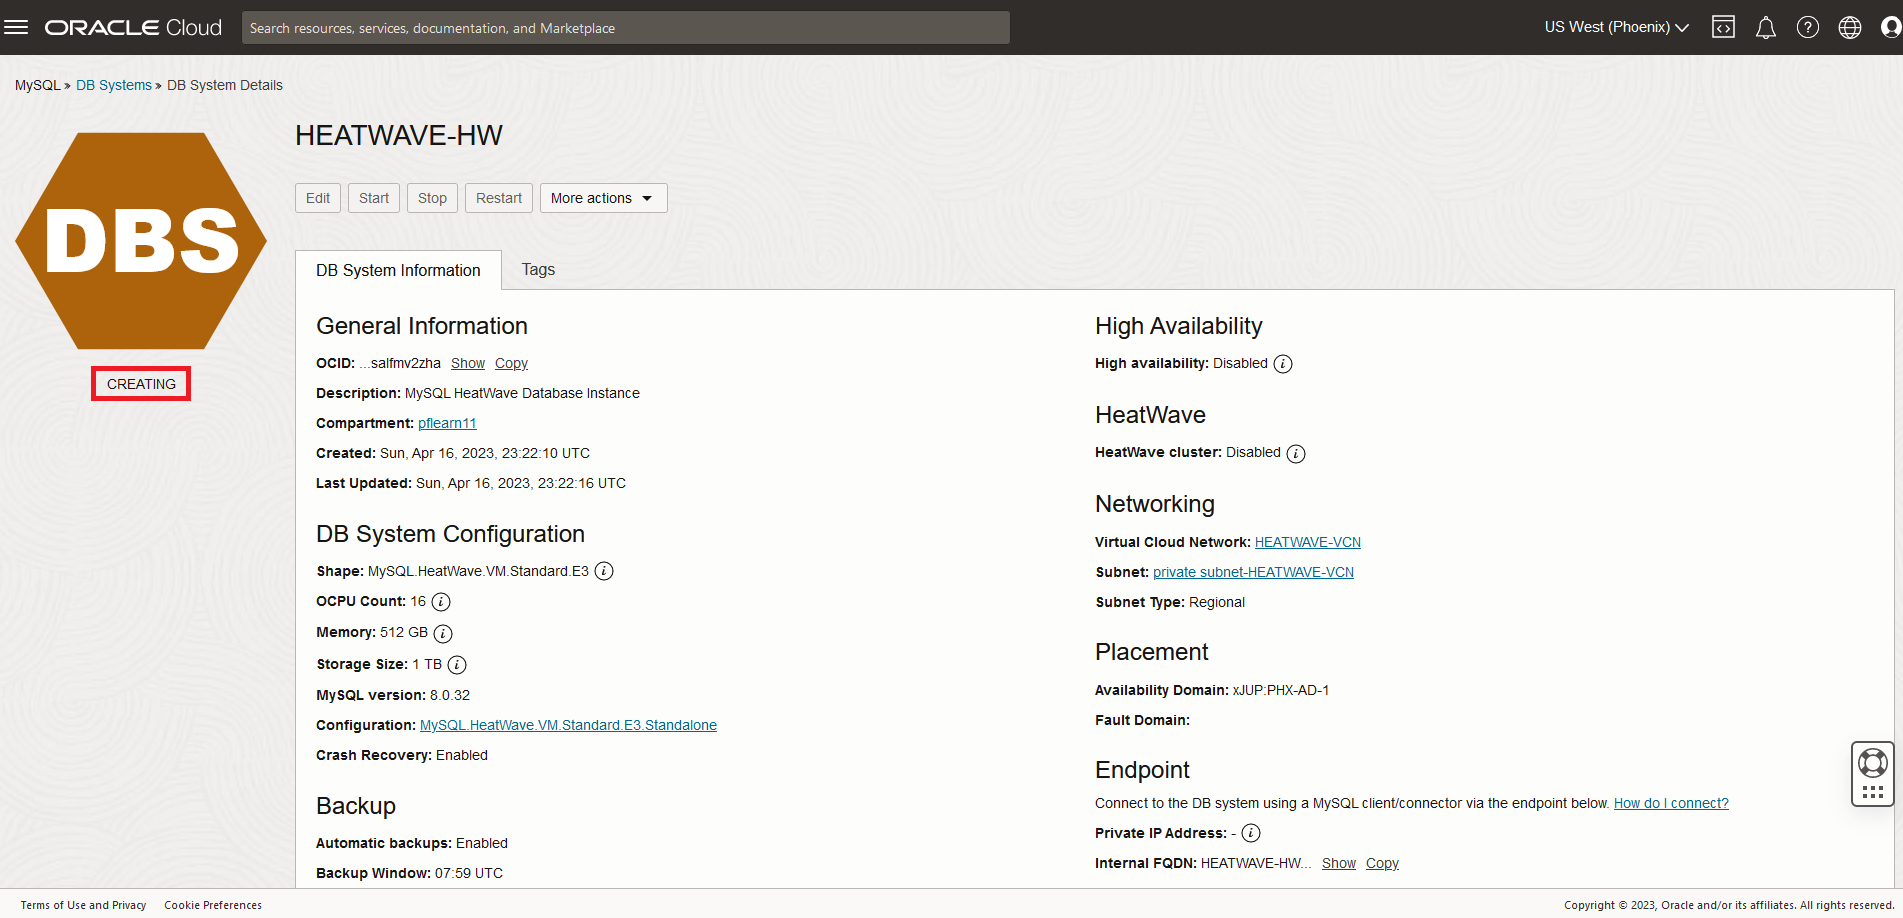 ORACLE Cloud
Search resources, services, documentation, and Marketplace
US West (Phoenix)
MySQL » DB Systems » DB System Details
DBS
CREATING
HEATWAVE-HW
Edit Start Stop Restart More actions
DB System Information Tags
General Information
OCID: ...salfmv2zha Show Copy
Description: MySQL HeatWave Database Instance
Compartment: pflearn11
Created: Sun, Apr 16, 2023, 23:22:10 UTC
Last Updated: Sun, Apr 16, 2023, 23:22:16 UTC
DB System Configuration
Shape: MySQL.HeatWave.VM.Standard.E3
OCPU Count: 16
Memory: 512 GB
Storage Size: 1 TB
MySQL version: 8.0.32
Configuration: MySQL.HeatWave.VM.Standard.E3.Standalone
Crash Recovery: Enabled
Backup
Automatic backups: Enabled
Backup Window: 07:59 UTC
High Availability
High availability: Disabled
HeatWave
HeatWave cluster: Disabled
Networking
Virtual Cloud Network: HEATWAVE-VCN
Subnet: private subnet-HEATWAVE-VCN
Subnet Type: Regional
Placement
Availability Domain: xJUP:PHX-AD-1
Fault Domain:
Endpoint
Connect to the DB system using a MySQL client/connector via the endpoint below. How do I connect?
Private IP Address: -
Internal FQDN: HEATWAVE-HW... Show Copy
Terms of Use and Privacy Cookie Preferences
Copyright © 2023, Oracle and/or its affiliates. All rights reserved.